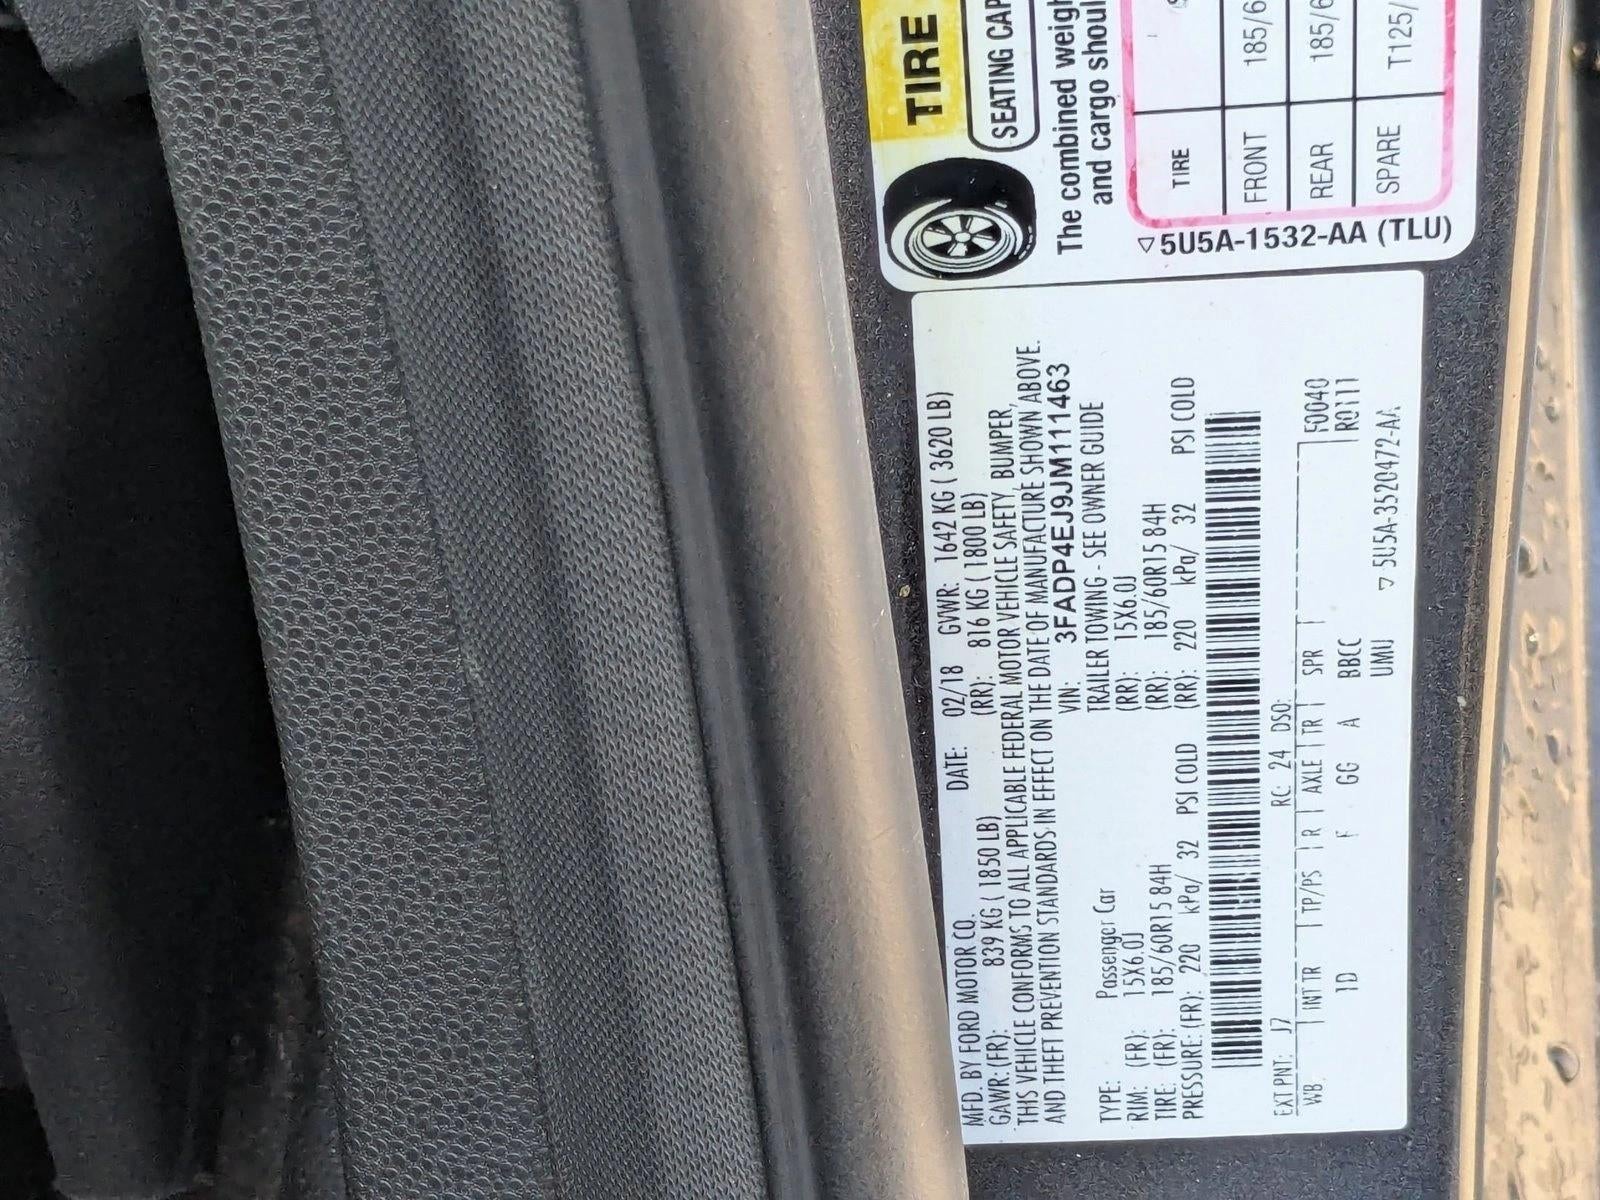 MFD. BY FORD MOTOR CO. DATE: 02/18 GVWR: 1642 KG ( 3620 LB)
GAWR: (FR): 839 KG ( 1850 LB) (RR): 816 KG ( 1800 LB)
THIS VEHICLE CONFORMS TO ALL APPLICABLE FEDERAL MOTOR VEHICLE SAFETY, BUMPER,
AND THEFT PREVENTION STANDARDS IN EFFECT ON THE DATE OF MANUFACTURE SHOWN ABOVE.
VIN: 3FADP4EJ9JM111463
TYPE: Passenger Car TRAILER TOWING - SEE OWNER GUIDE
RIM: (FR): 15X6.0J (RR): 15X6.0J
TIRE: (FR): 185/60R15 84H (RR): 185/60R15 84H
PRESSURE: (FR): 220 kPa/ 32 PSI COLD (RR): 220 kPa/ 32 PSI COLD
EXT PNT: J7 RC: 24 DSO:
WB INT TR TP/PS R AXLE TR SPR F0040
1D F GG A BBCC R0111
UMU ▽ 5U5A-3520472-AA
TIRE
SEATING CAP
The combined weigh
and cargo shoul
TIRE
FRONT 185/6
REAR 185/6
SPARE T125/
▽ 5U5A-1532-AA (TLU)